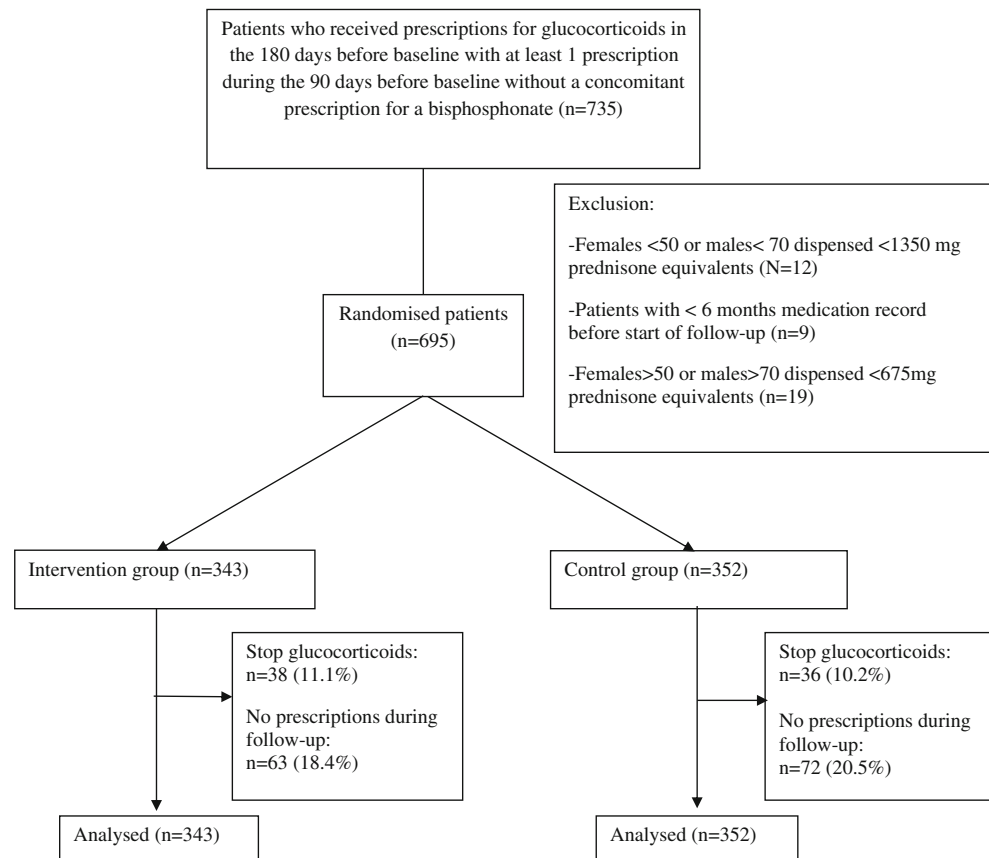 Patients who received prescriptions for glucocorticoids in
the 180 days before baseline with at least 1 prescription
during the 90 days before baseline without a concomitant
prescription for a bisphosphonate (n=735)
Exclusion:
-Females <50 or males< 70 dispensed <1350 mg
prednisone equivalents (N=12)
-Patients with < 6 months medication record
before start of follow-up (n=9)
-Females>50 or males>70 dispensed <675mg
prednisone equivalents (n=19)
Randomised patients
(n=695)
Intervention group (n=343)
Control group (n=352)
Stop glucocorticoids:
n=38 (11.1%)
No prescriptions during
follow-up:
n=63 (18.4%)
Stop glucocorticoids:
n=36 (10.2%)
No prescriptions during
follow-up:
n=72 (20.5%)
Analysed (n=343)
Analysed (n=352)